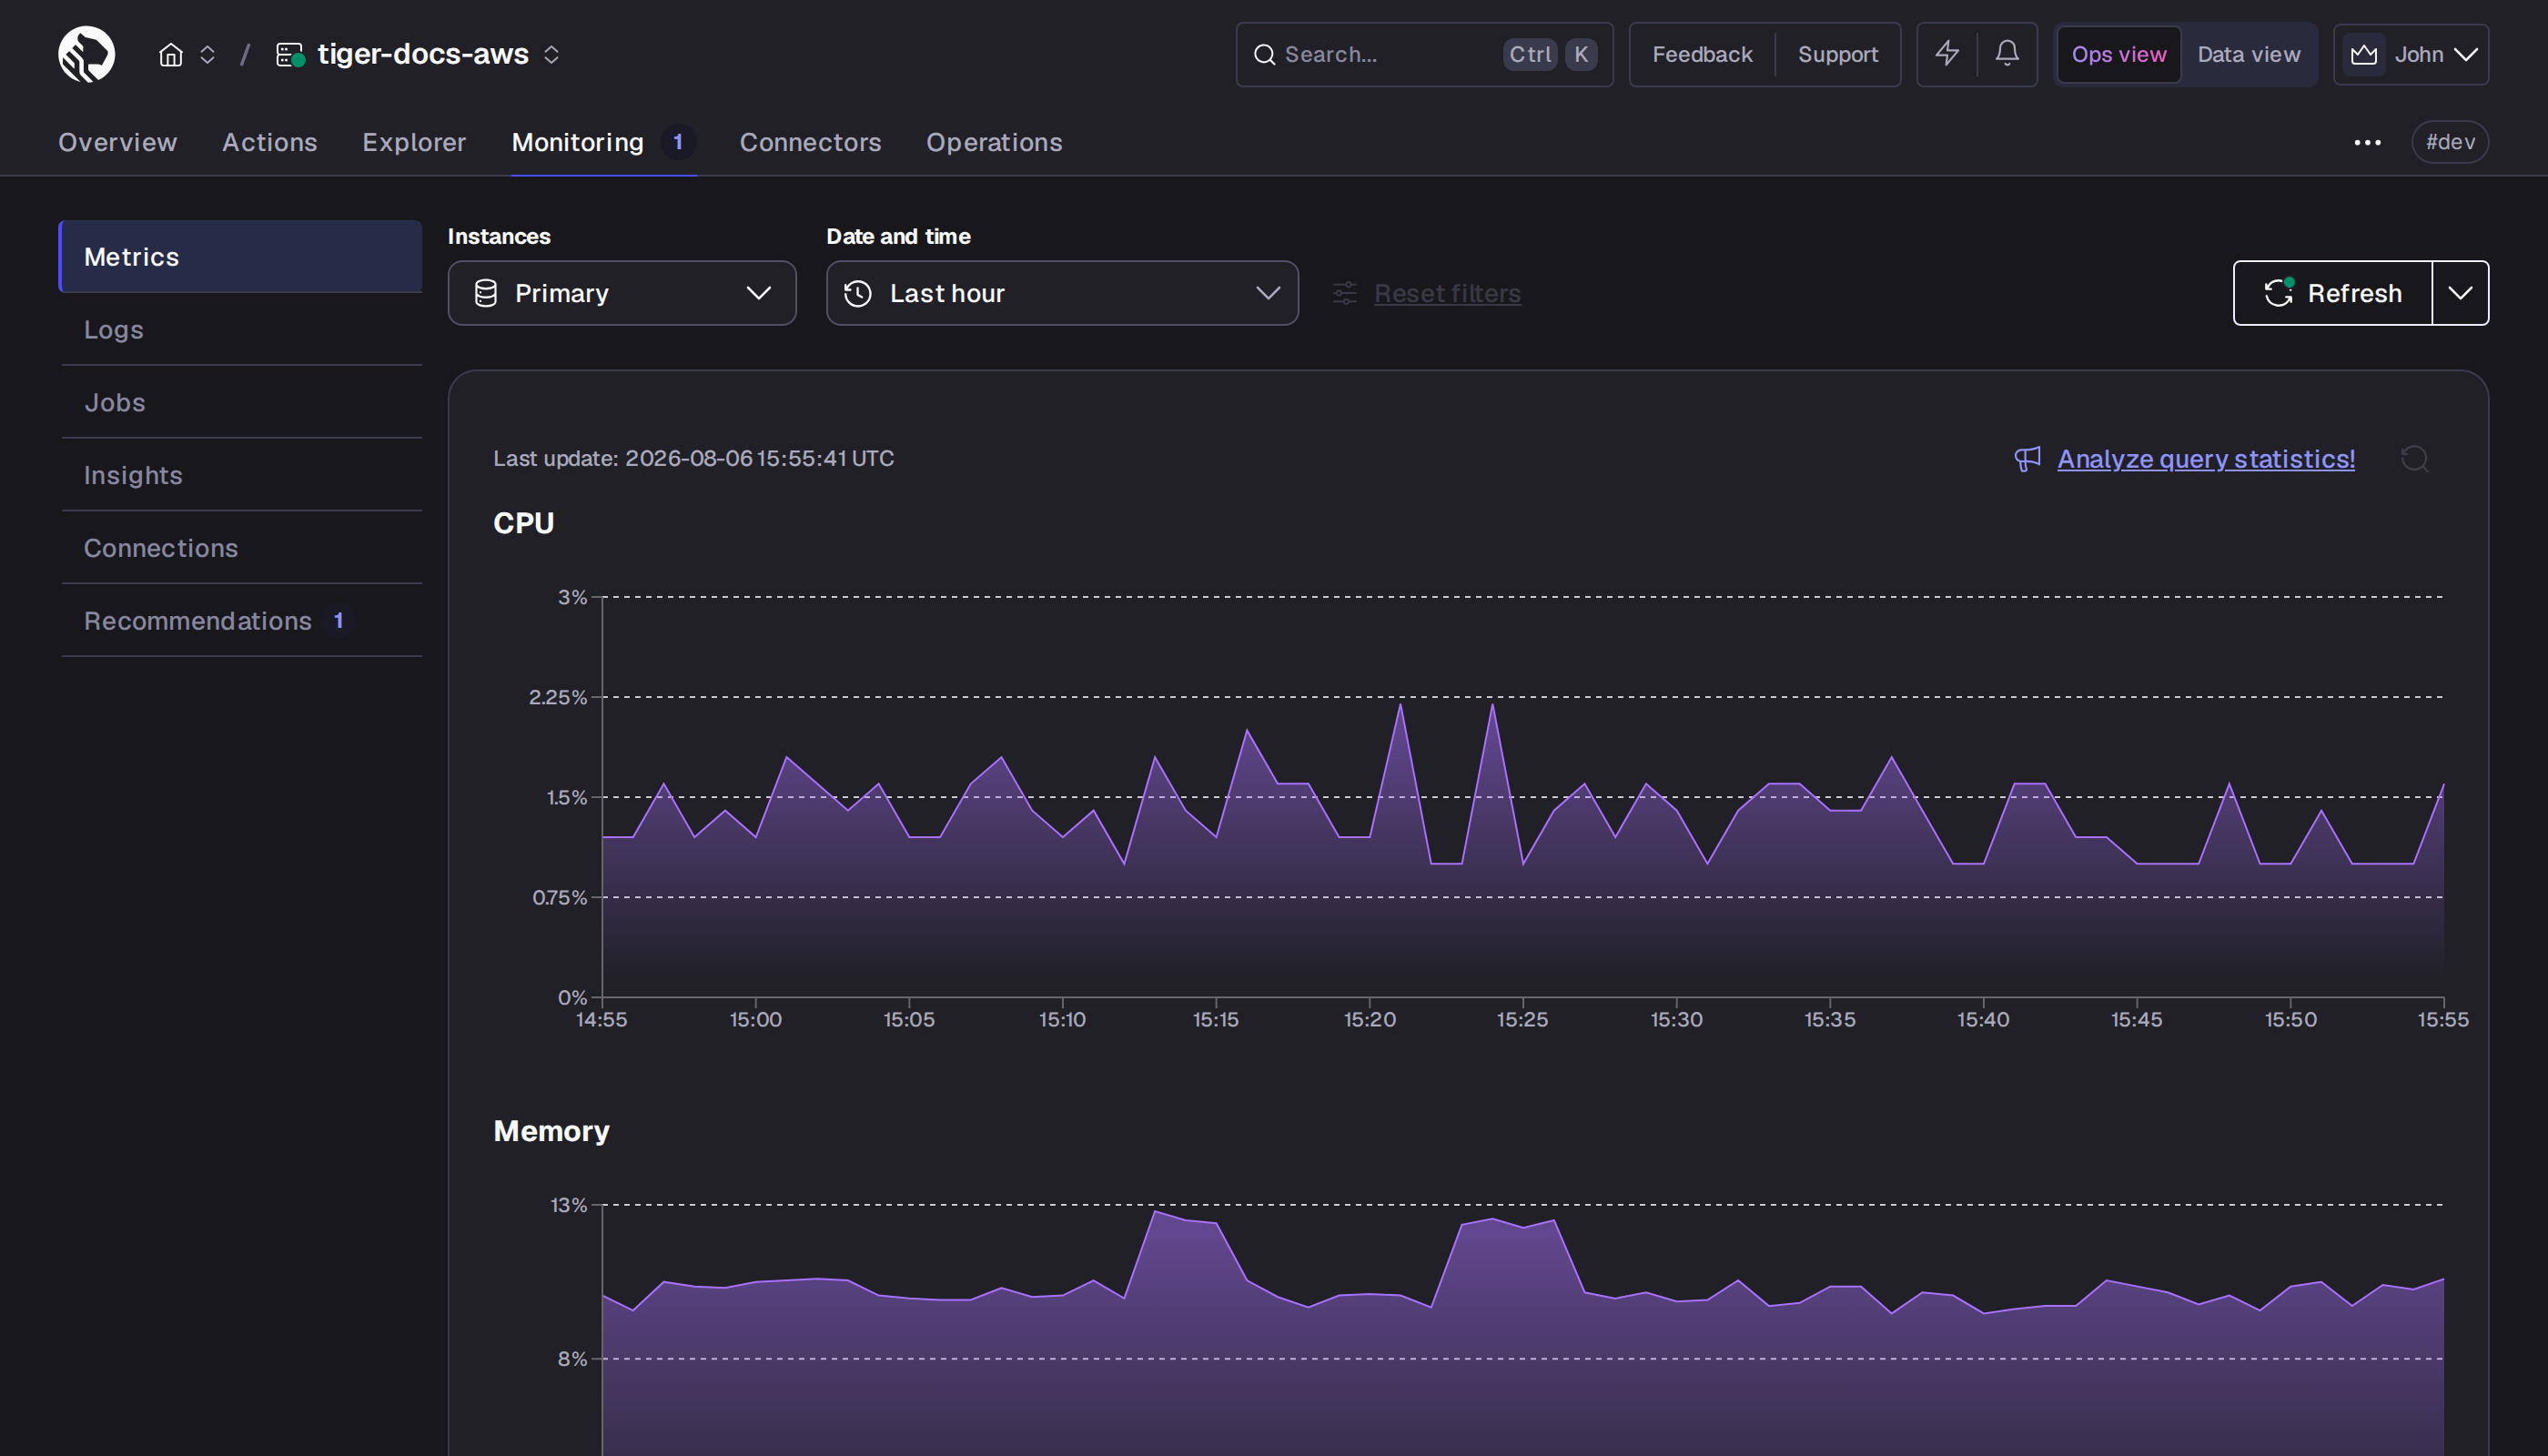 / tiger-docs-aws
Search... Ctrl K Feedback Support Ops view Data view John
Overview Actions Explorer Monitoring 1 Connectors Operations ••• #dev
Metrics
Logs
Jobs
Insights
Connections
Recommendations 1
Instances
Primary
Date and time
Last hour
Reset filters
Refresh
Last update: 2026-08-06 15:55:41 UTC
Analyze query statistics!
CPU
3%
2.25%
1.5%
0.75%
0%
14:55 15:00 15:05 15:10 15:15 15:20 15:25 15:30 15:35 15:40 15:45 15:50 15:55
Memory
13%
8%